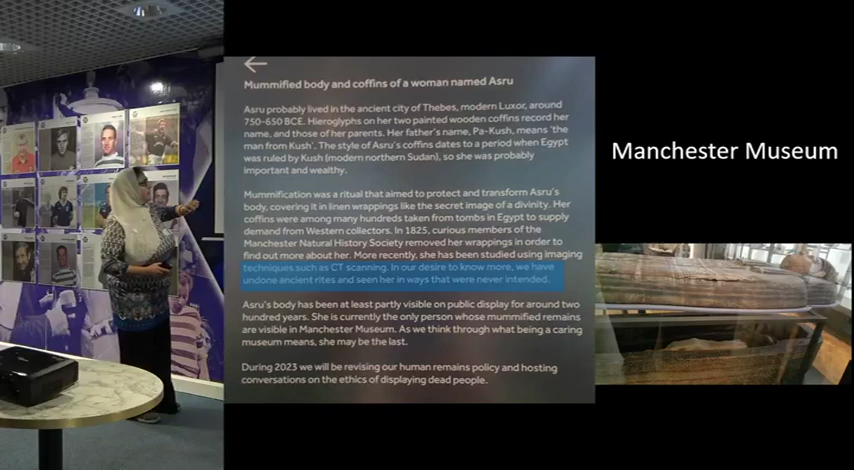 Mummified body and coffins of a woman named Asru
Asru probably lived in the ancient city of Thebes, modern Luxor, around
750-650 BCE. Hieroglyphs on her two painted wooden coffins record her
name, and those of her parents. Her father's name, Pa-Kush, means 'the
man from Kush'. The style of Asru's coffins dates to a period when Egypt
was ruled by Kush (modern northern Sudan), so she was probably
important and wealthy.
Mummification was a ritual that aimed to protect and transform Asru's
body, covering it in linen wrappings like the secret image of a divinity. Her
coffins were among many hundreds taken from tombs in Egypt to supply
demand from Western collectors. In 1825, curious members of the
Manchester Natural History Society removed her wrappings in order to
find out more about her. More recently, she has been studied using imaging
techniques such as CT scanning. In our desire to know more, we have
undone ancient rites and seen her in ways that were never intended.
Asru's body has been at least partly visible on public display for around two
hundred years. She is currently the only person whose mummified remains
are visible in Manchester Museum. As we think through what being a caring
museum means, she may be the last.
During 2023 we will be revising our human remains policy and hosting
conversations on the ethics of displaying dead people.
Manchester Museum